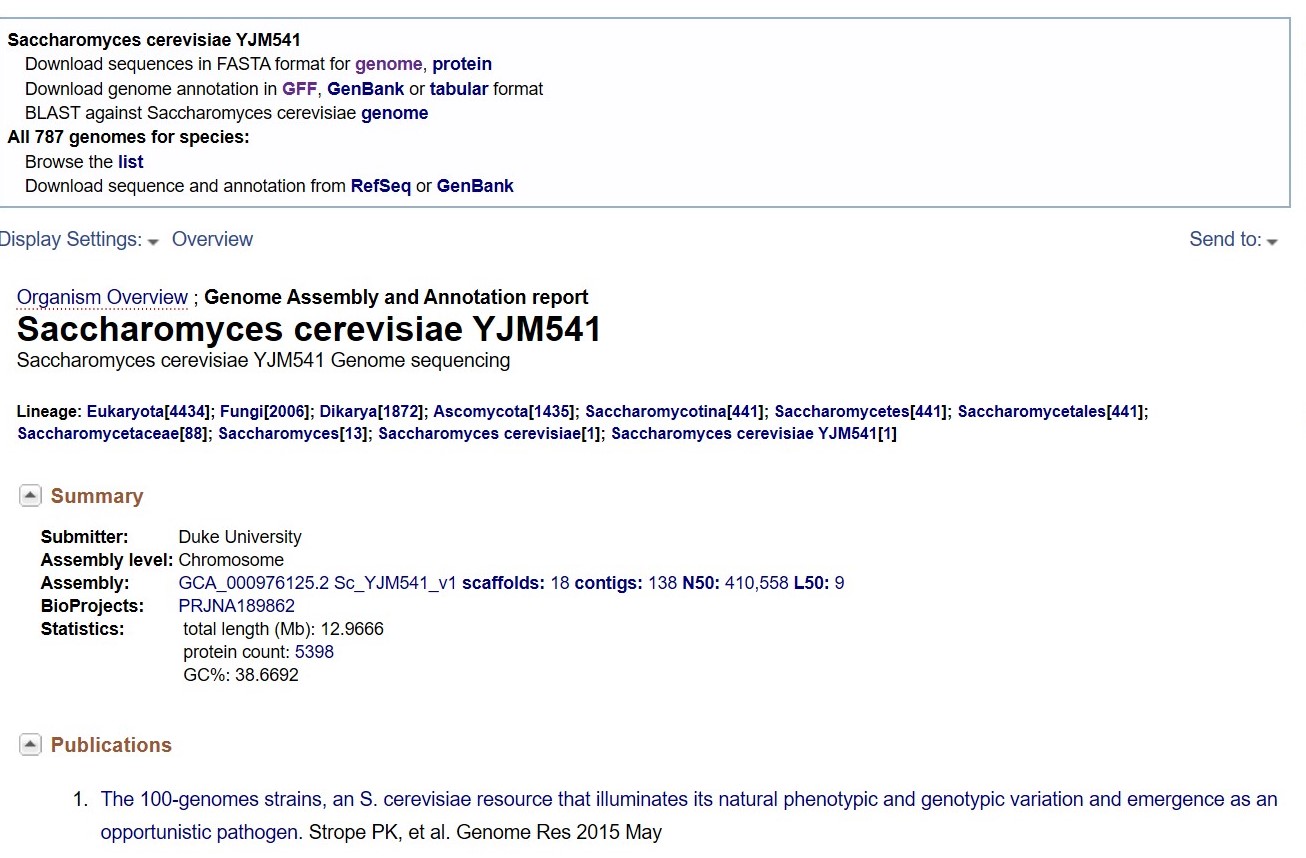 Saccharomyces cerevisiae YJM541
Download sequences in FASTA format for genome, protein
Download genome annotation in GFF, GenBank or tabular format
BLAST against Saccharomyces cerevisiae genome
All 787 genomes for species:
Browse the list
Download sequence and annotation from RefSeq or GenBank
Display Settings: Overview Send to:
Organism Overview ; Genome Assembly and Annotation report
Saccharomyces cerevisiae YJM541
Saccharomyces cerevisiae YJM541 Genome sequencing
Lineage: Eukaryota[4434]; Fungi[2006]; Dikarya[1872]; Ascomycota[1435]; Saccharomycotina[441]; Saccharomycetes[441]; Saccharomycetales[441];
Saccharomycetaceae[88]; Saccharomyces[13]; Saccharomyces cerevisiae[1]; Saccharomyces cerevisiae YJM541[1]
Summary
Submitter: Duke University
Assembly level: Chromosome
Assembly: GCA_000976125.2 Sc_YJM541_v1 scaffolds: 18 contigs: 138 N50: 410,558 L50: 9
BioProjects: PRJNA189862
Statistics: total length (Mb): 12.9666
protein count: 5398
GC%: 38.6692
Publications
1. The 100-genomes strains, an S. cerevisiae resource that illuminates its natural phenotypic and genotypic variation and emergence as an
opportunistic pathogen. Strope PK, et al. Genome Res 2015 May